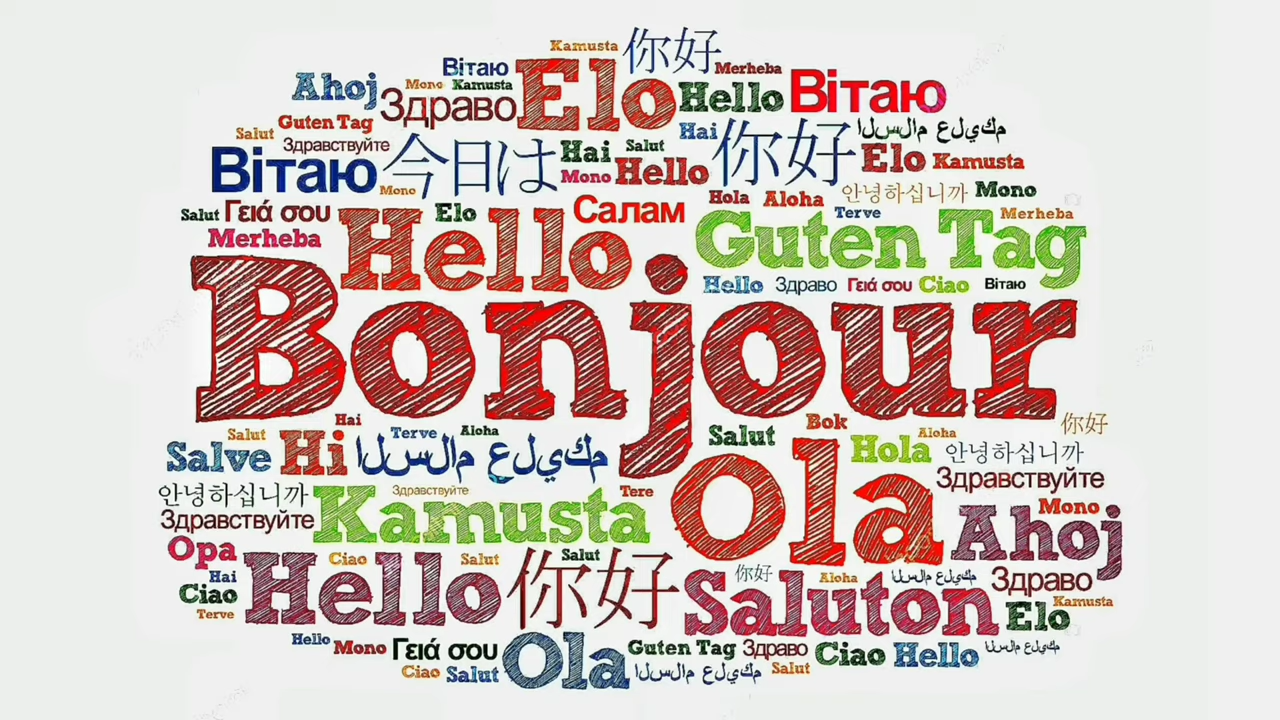 Kamusta 你好
Вітаю Elo Merheba
Ahoj Mono Kamusta Hello Вітаю
Здраво
Guten Tag Hai 你好 السلام عليكم
Salut Здравствуйте 今日は Hai Salut Elo Kamusta
Вітаю Mono Mono Hello
Hola Aloha 안녕하십니까 Mono
Salut Γειά σου Hello Elo Салам Guten Tag Terve Merheba
Merheba
Hello Здраво Γειά σου Ciao Вітаю
Bonjour
Hai Bok 你好
Salut Terve Aloha Salut Hola Aloha
Salve Hi السلام عليكم Ola 안녕하십니까
안녕하십니까 Kamusta Здравствуйте Tere Здравствуйте
Здравствуйте Mono
Opa Ahoj
Hello Ciao Salut 你好 Salut
Hai 你好 Aloha السلام عليكم Здраво
Ciao Saluton Kamusta
Terve Elo
Hello Mono Γειά σου Ola Guten Tag Здраво Ciao Hello السلام عليكم
Ciao Salut السلام عليكم Salut